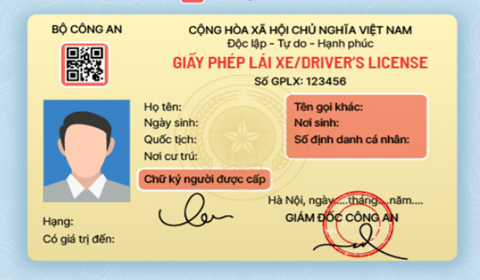 BỘ CÔNG AN
CỘNG HÒA XÃ HỘI CHỦ NGHĨA VIỆT NAM
Độc lập - Tự do - Hạnh phúc
GIẤY PHÉP LÁI XE/DRIVER'S LICENSE
Số GPLX: 123456
Họ tên:
Ngày sinh:
Quốc tịch:
Nơi cư trú:
Tên gọi khác:
Nơi sinh:
Số định danh cá nhân:
Chữ ký người được cấp
Hà Nội, ngày.....tháng....năm....
GIÁM ĐỐC CÔNG AN
Hạng:
Có giá trị đến: